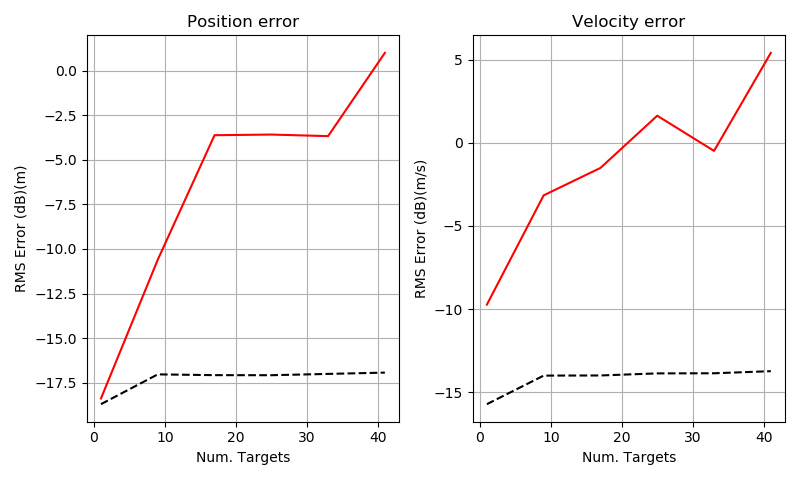 Position error
RMS Error (dB)(m)
0.0
−2.5
−5.0
−7.5
−10.0
−12.5
−15.0
−17.5
0 10 20 30 40
Num. Targets
Velocity error
RMS Error (dB)(m/s)
5
0
−5
−10
−15
0 10 20 30 40
Num. Targets